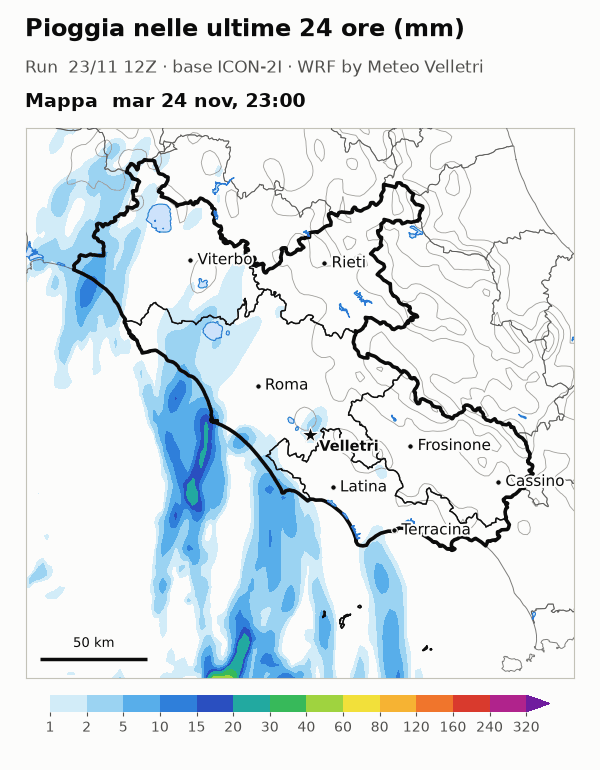 Pioggia nelle ultime 24 ore (mm)
Run  23/11 12Z · base ICON-2I · WRF by Meteo Velletri
Mappa  mar 24 nov, 23:00
Viterbo
Rieti
Roma
Velletri
Frosinone
Cassino
Latina
Terracina
50 km
1 2 5 10 15 20 30 40 60 80 120 160 240 320